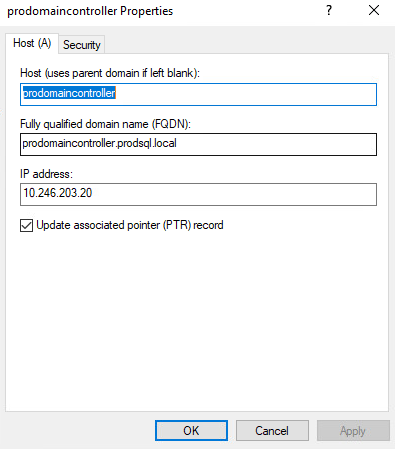 prodomaincontroller Properties
?
Host (A)
Security
Host (uses parent domain if left blank):
prodomaincontroller
Fully qualified domain name (FQDN):
prodomaincontroller.prodsql.local
IP address:
10.246.203.20
Update associated pointer (PTR) record
OK
Cancel
Apply